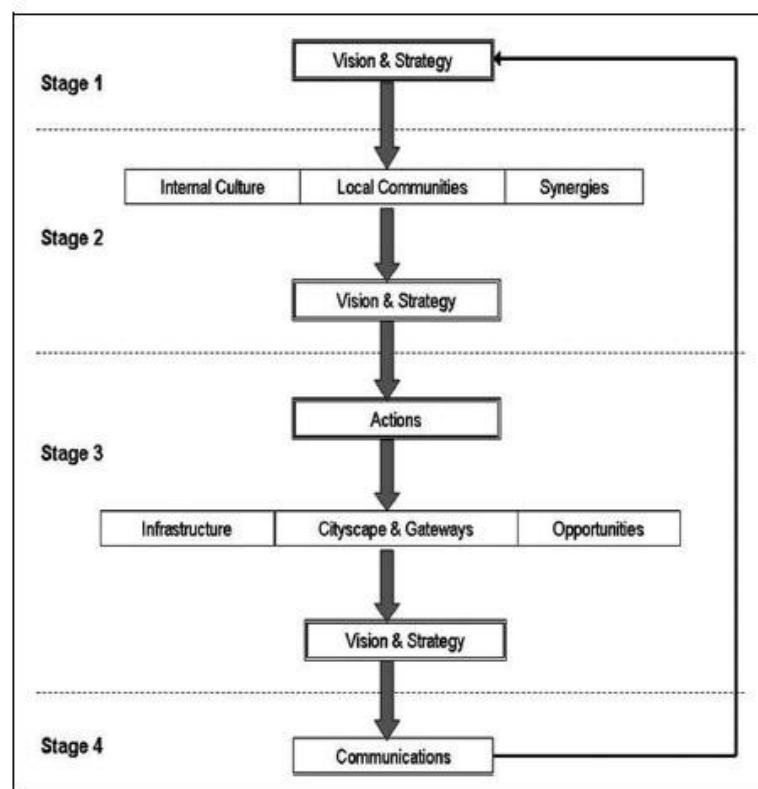 Vision & Strategy
Stage 1
Internal Culture Local Communities Synergies
Stage 2
Vision & Strategy
Actions
Stage 3
Infrastructure Cityscape & Gateways Opportunities
Vision & Strategy
Stage 4
Communications